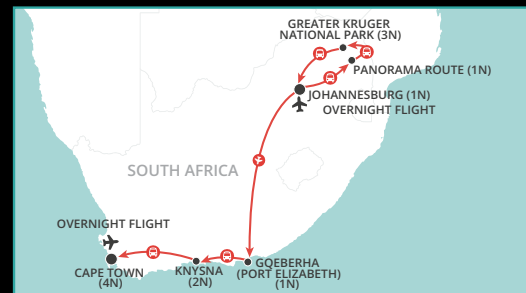 GREATER KRUGER
NATIONAL PARK (3N)
PANORAMA ROUTE (1N)
JOHANNESBURG (1N)
OVERNIGHT FLIGHT
SOUTH AFRICA
OVERNIGHT FLIGHT
CAPE TOWN
(4N)
KNYSNA
(2N)
GQEBERHA
(PORT ELIZABETH)
(1N)